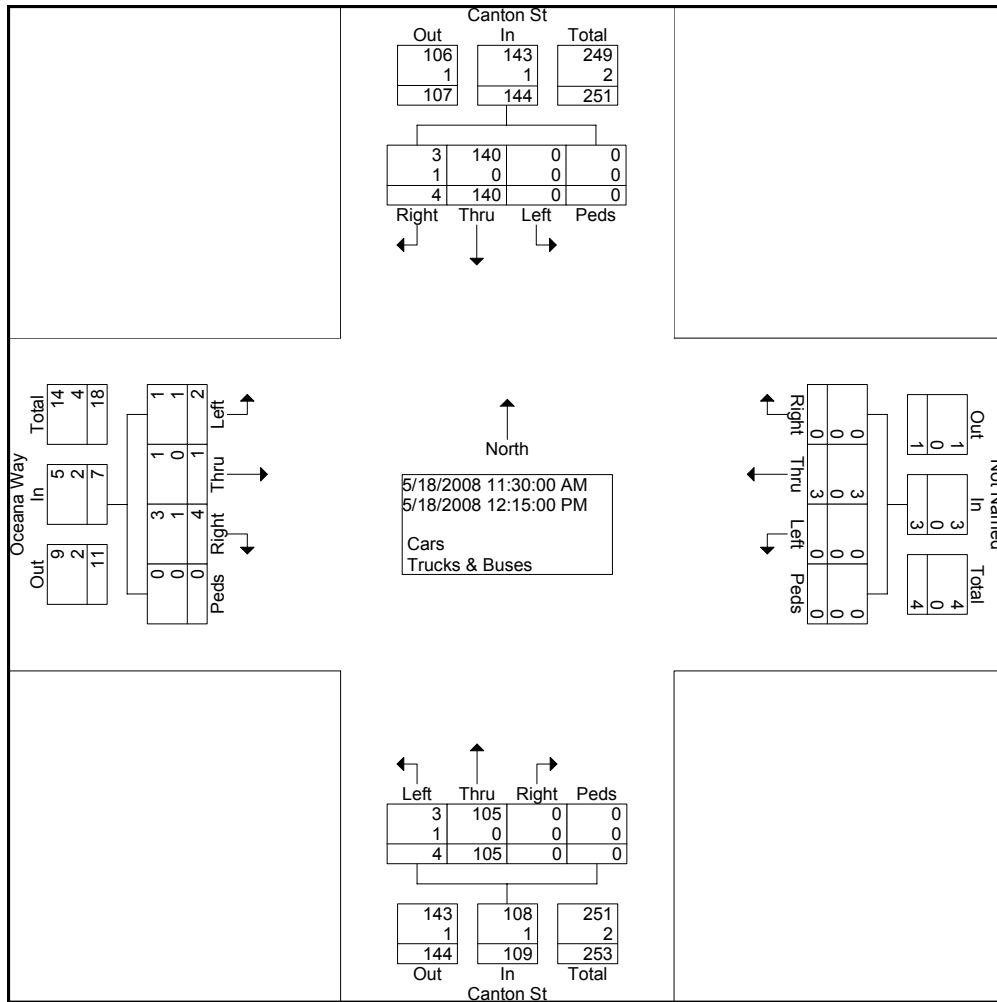 Canton St
Out In Total
106 143 249
1 1 2
107 144 251
3 140 0 0
1 0 0 0
4 140 0 0
Right Thru Left Peds
Oceana Way
Total In Out
14 5 9
4 2 2
18 7 11
1 1 3 0
1 0 1 0
2 1 4 0
Left Thru Right Peds
North
5/18/2008 11:30:00 AM
5/18/2008 12:15:00 PM
Cars
Trucks & Buses
Right Thru Left Peds
0 3 0 0
0 0 0 0
0 3 0 0
Out In Total
1 3 4
0 0 0
1 3 4
Not Named
Left Thru Right Peds
3 105 0 0
1 0 0 0
4 105 0 0
143 108 251
1 1 2
144 109 253
Out In Total
Canton St